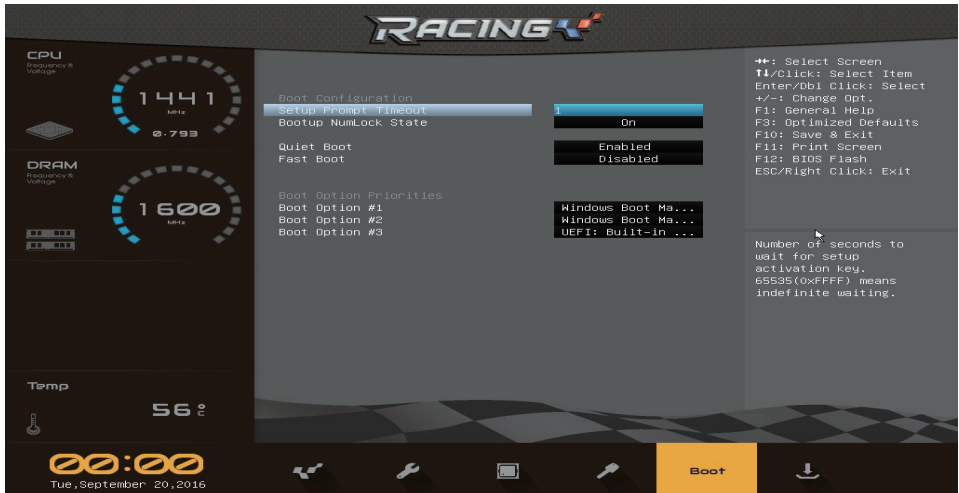 RACING
CPU
Frequency &
Voltage
1441
MHz
0.793
DRAM
Frequency &
Voltage
1600
MHz
Temp
56°C
Boot Configuration
Setup Prompt Timeout 1
Bootup NumLock State On
Quiet Boot Enabled
Fast Boot Disabled
Boot Option Priorities
Boot Option #1 Windows Boot Ma...
Boot Option #2 Windows Boot Ma...
Boot Option #3 UEFI: Built-in ...
→←: Select Screen
↑↓/Click: Select Item
Enter/Dbl Click: Select
+/-: Change Opt.
F1: General Help
F3: Optimized Defaults
F10: Save & Exit
F11: Print Screen
F12: BIOS Flash
ESC/Right Click: Exit
Number of seconds to
wait for setup
activation key.
65535(0xFFFF) means
indefinite waiting.
00:00
Tue,September 20,2016
Boot